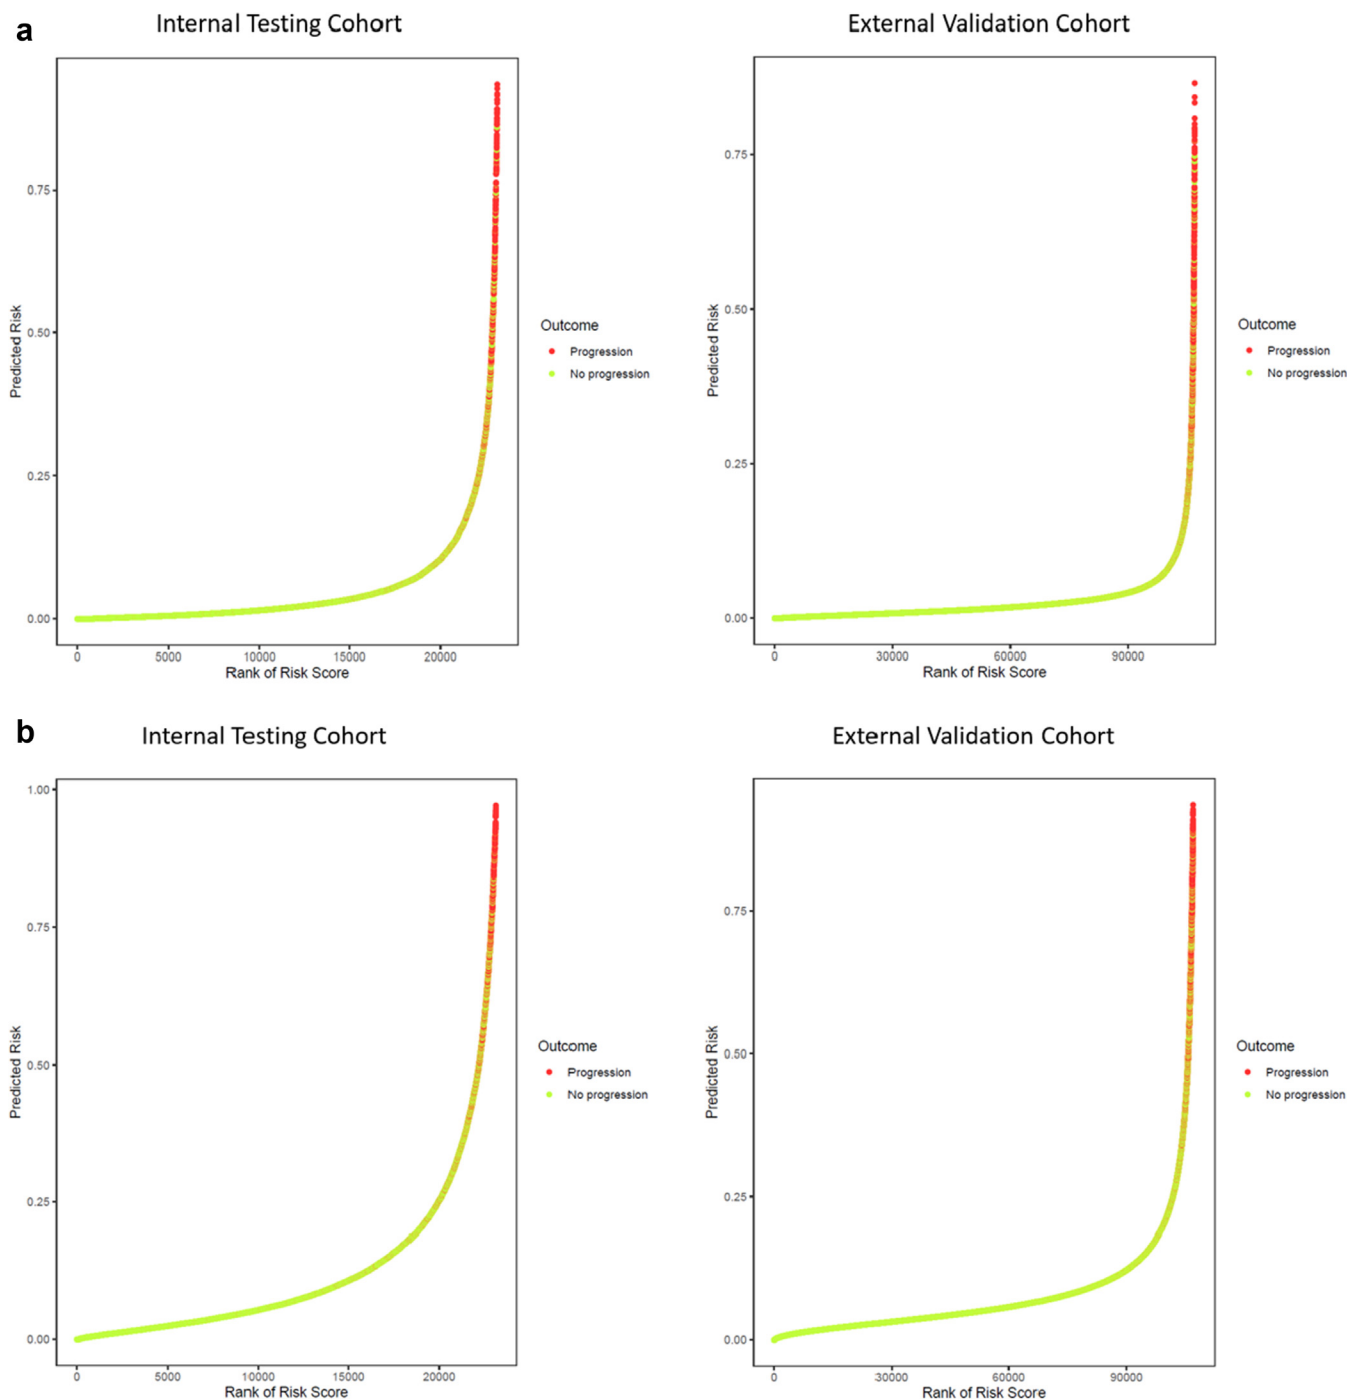 a
Internal Testing Cohort
External Validation Cohort
Predicted Risk
0.75
0.50
0.25
0.00
0 5000 10000 15000 20000
Rank of Risk Score
Outcome
Progression
No progression
Predicted Risk
0.75
0.50
0.25
0.00
0 30000 60000 90000
Rank of Risk Score
Outcome
Progression
No progression
b
Internal Testing Cohort
External Validation Cohort
Predicted Risk
1.00
0.75
0.50
0.25
0.00
0 5000 10000 15000 20000
Rank of Risk Score
Outcome
Progression
No progression
Predicted Risk
0.75
0.50
0.25
0.00
0 30000 60000 90000
Rank of Risk Score
Outcome
Progression
No progression